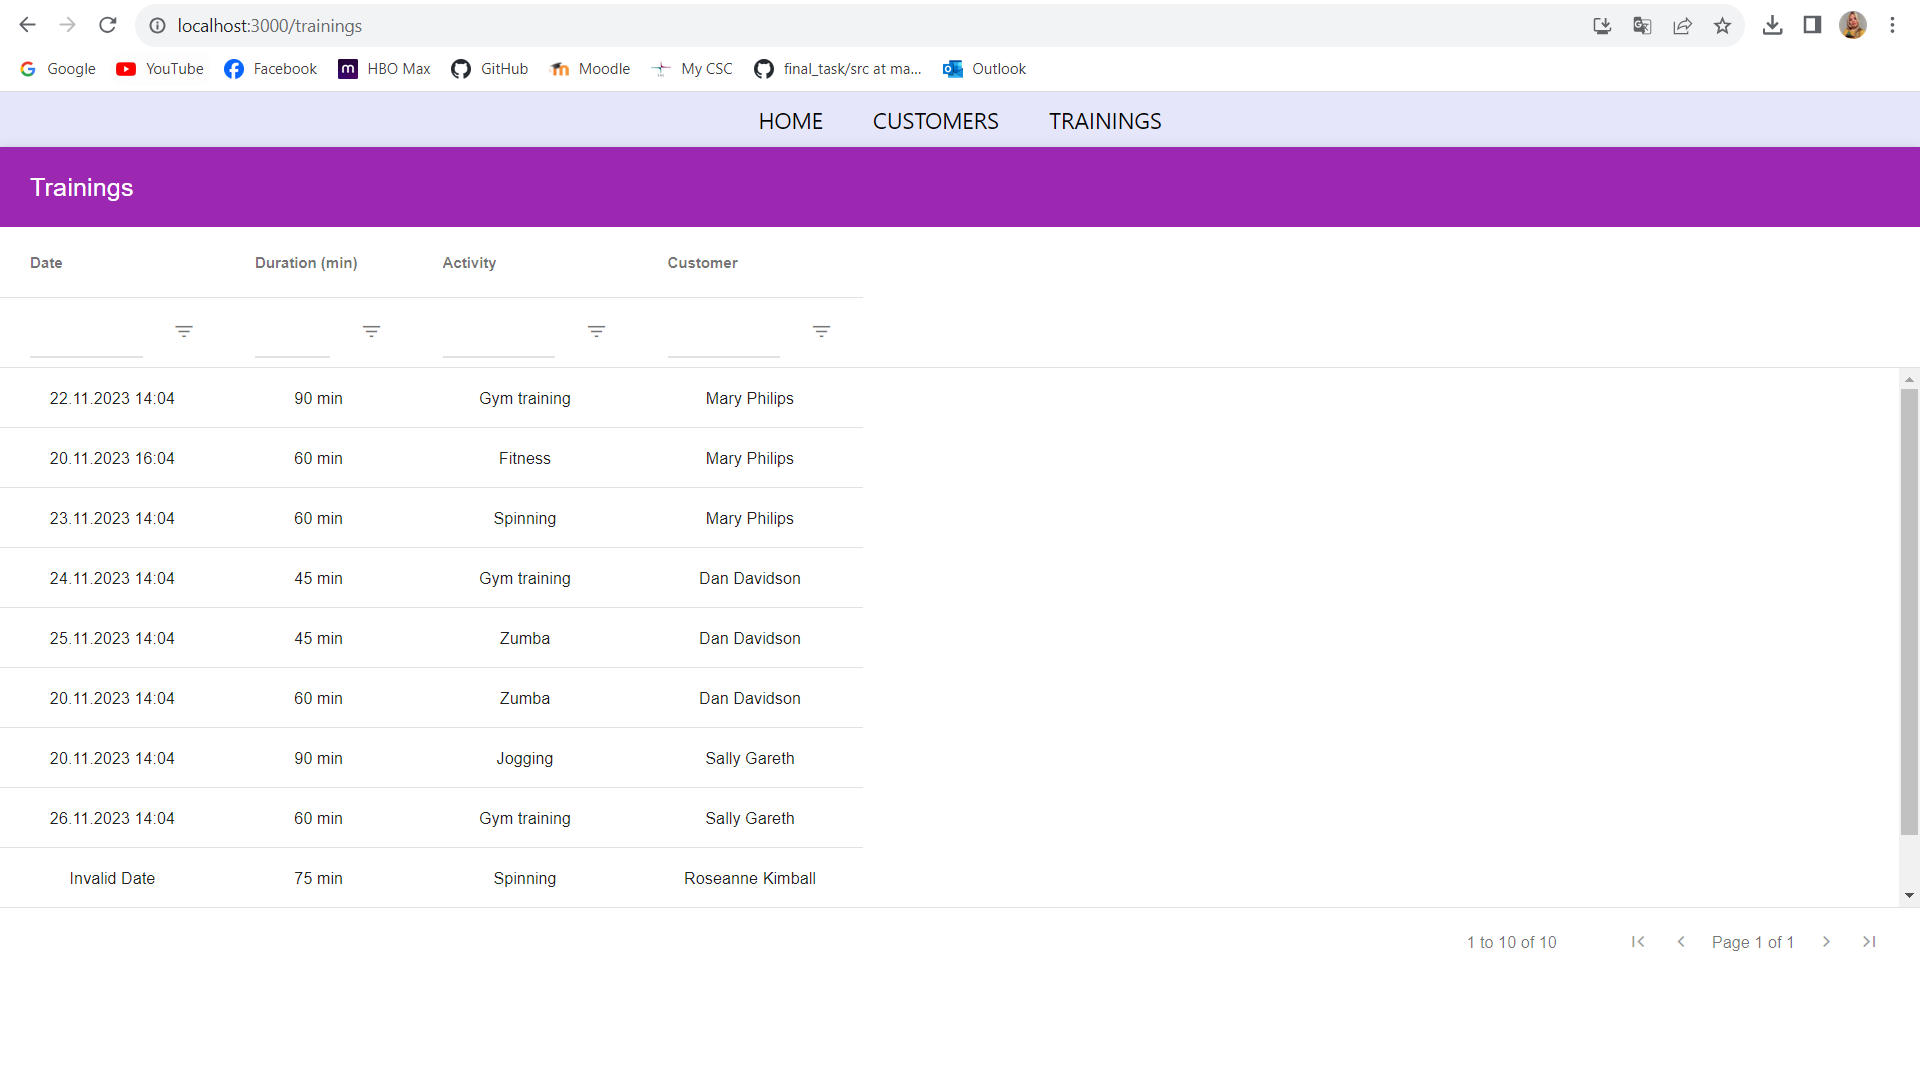 localhost:3000/trainings
Google YouTube Facebook m HBO Max GitHub Moodle My CSC final_task/src at ma... Outlook
HOME CUSTOMERS TRAININGS
Trainings
Date Duration (min) Activity Customer
22.11.2023 14:04 90 min Gym training Mary Philips
20.11.2023 16:04 60 min Fitness Mary Philips
23.11.2023 14:04 60 min Spinning Mary Philips
24.11.2023 14:04 45 min Gym training Dan Davidson
25.11.2023 14:04 45 min Zumba Dan Davidson
20.11.2023 14:04 60 min Zumba Dan Davidson
20.11.2023 14:04 90 min Jogging Sally Gareth
26.11.2023 14:04 60 min Gym training Sally Gareth
Invalid Date 75 min Spinning Roseanne Kimball
1 to 10 of 10 Page 1 of 1